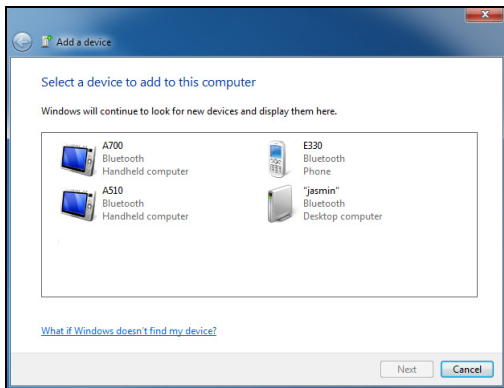 Add a device
Select a device to add to this computer
Windows will continue to look for new devices and display them here.
A700
Bluetooth
Handheld computer
E330
Bluetooth
Phone
A510
Bluetooth
Handheld computer
"jasmin"
Bluetooth
Desktop computer
What if Windows doesn't find my device?
Next
Cancel